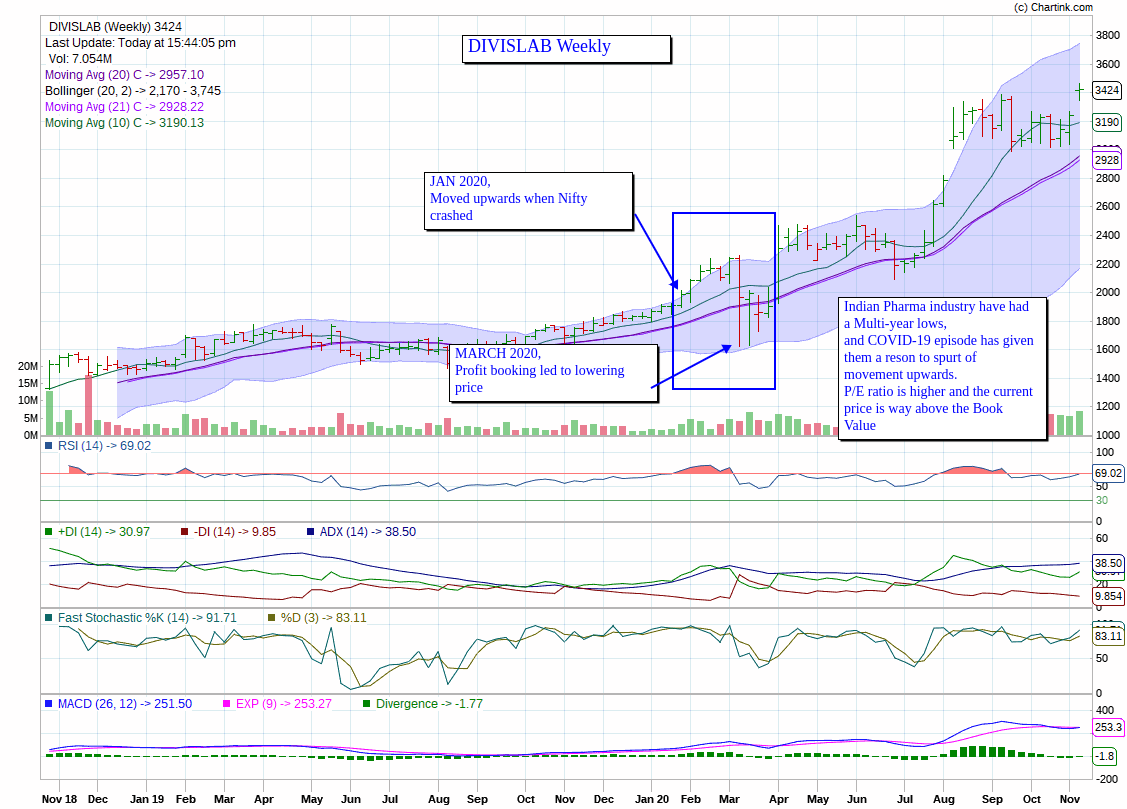 (c) Chartink.com
DIVISLAB (Weekly) 3424
Last Update: Today at 15:44:05 pm
Vol: 7.054M
Moving Avg (20) C -> 2957.10
Bollinger (20, 2) -> 2,170 - 3,745
Moving Avg (21) C -> 2928.22
Moving Avg (10) C -> 3190.13
DIVISLAB Weekly
JAN 2020,
Moved upwards when Nifty
crashed
MARCH 2020,
Profit booking led to lowering
price
Indian Pharma industry have had
a Multi-year lows,
and COVID-19 episode has given
them a reson to spurt of
movement upwards.
P/E ratio is higher and the current
price is way above the Book
Value
3800
3600
3424
3190
2928
2800
2600
2400
2200
2000
1800
1600
1400
1200
1000
20M
15M
10M
5M
0M
RSI (14) -> 69.02
100
69.02
50
30
0
+DI (14) -> 30.97 -DI (14) -> 9.85 ADX (14) -> 38.50
60
38.50
20
9.854
0
Fast Stochastic %K (14) -> 91.71 %D (3) -> 83.11
83.11
50
0
MACD (26, 12) -> 251.50 EXP (9) -> 253.27 Divergence -> -1.77
400
253.3
-1.8
-200
Nov 18 Dec Jan 19 Feb Mar Apr May Jun Jul Aug Sep Oct Nov Dec Jan 20 Feb Mar Apr May Jun Jul Aug Sep Oct Nov